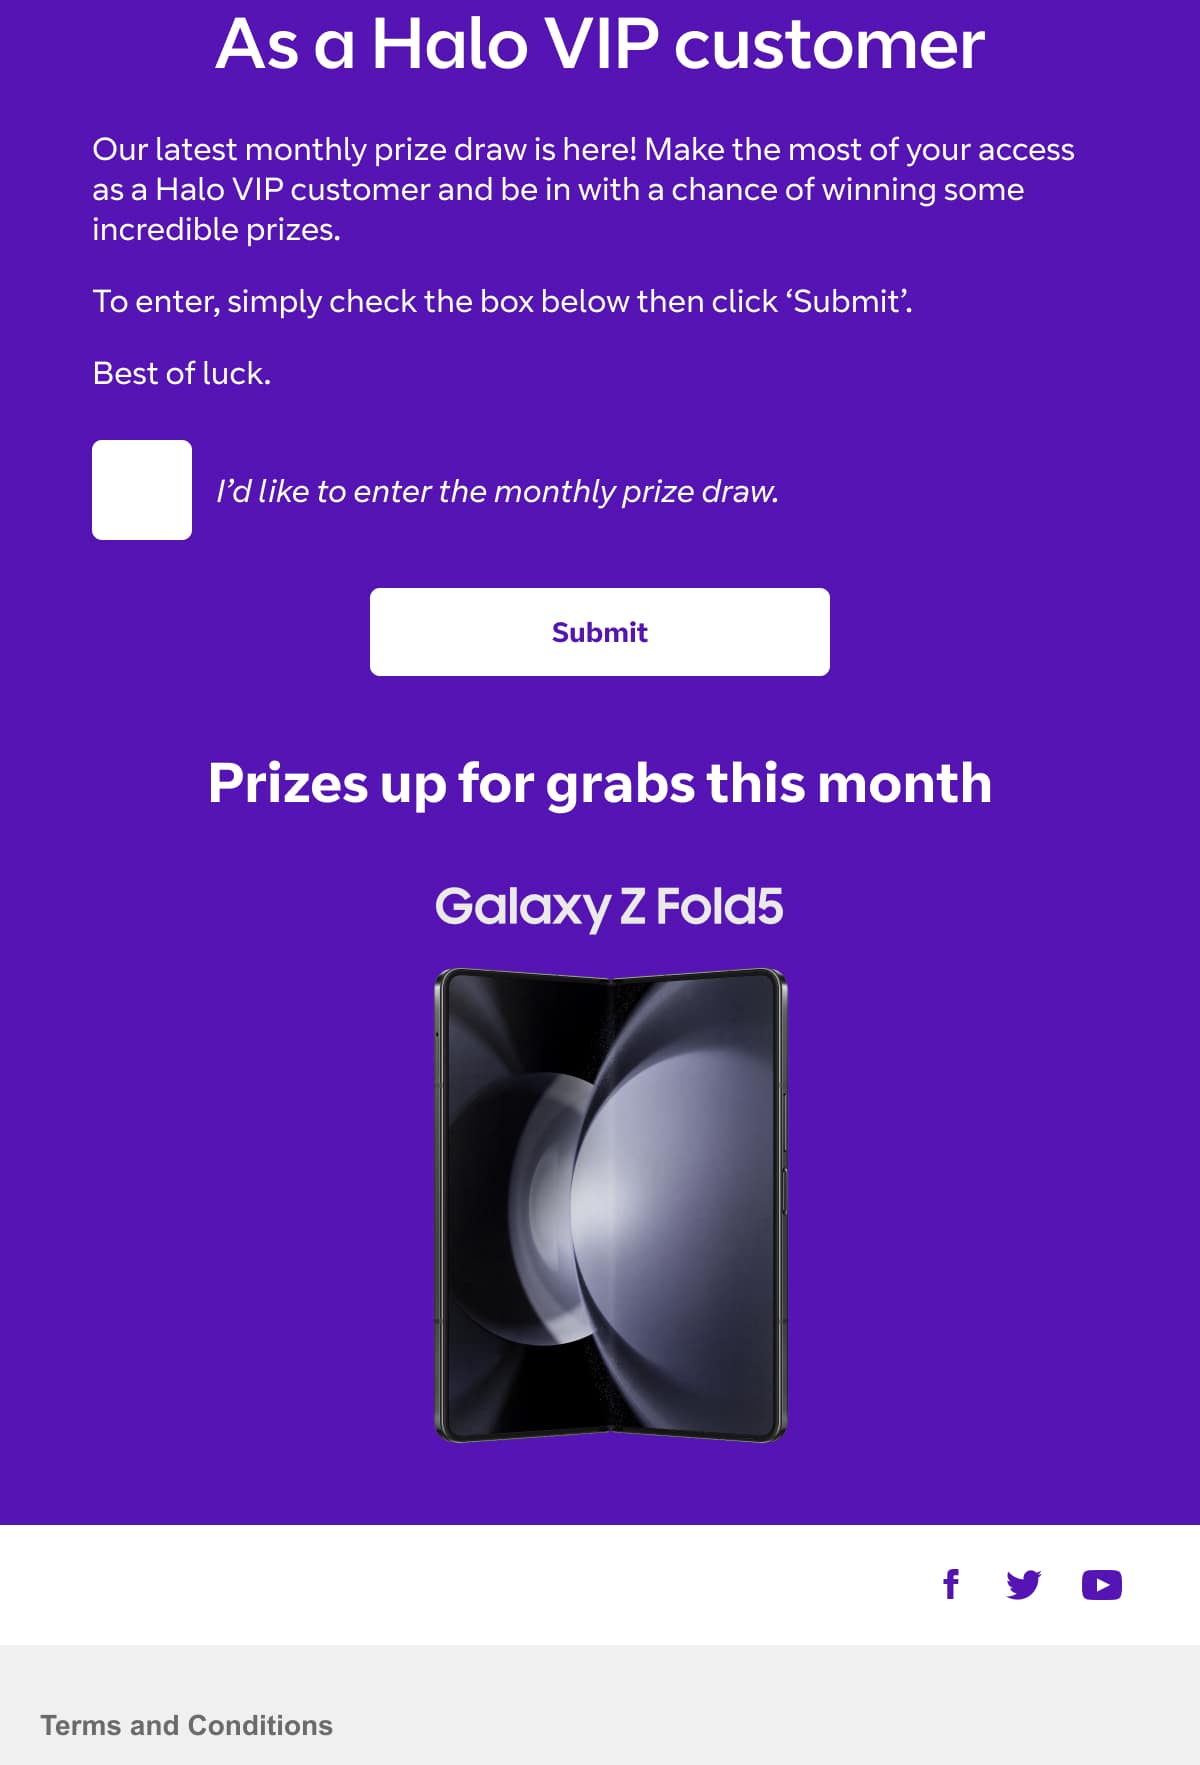 As a Halo VIP customer
Our latest monthly prize draw is here! Make the most of your access
as a Halo VIP customer and be in with a chance of winning some
incredible prizes.
To enter, simply check the box below then click ‘Submit’.
Best of luck.
I’d like to enter the monthly prize draw.
Submit
Prizes up for grabs this month
Galaxy Z Fold5
Terms and Conditions